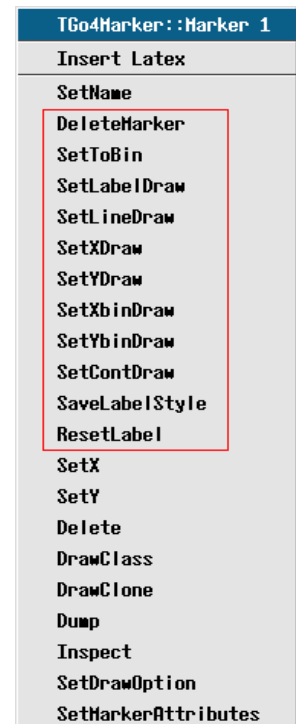 TGo4Marker::Marker 1
Insert Latex
SetName
DeleteMarker
SetToBin
SetLabelDraw
SetLineDraw
SetXDraw
SetYDraw
SetXbinDraw
SetYbinDraw
SetContDraw
SaveLabelStyle
ResetLabel
SetX
SetY
Delete
DrawClass
DrawClone
Dump
Inspect
SetDrawOption
SetMarkerAttributes